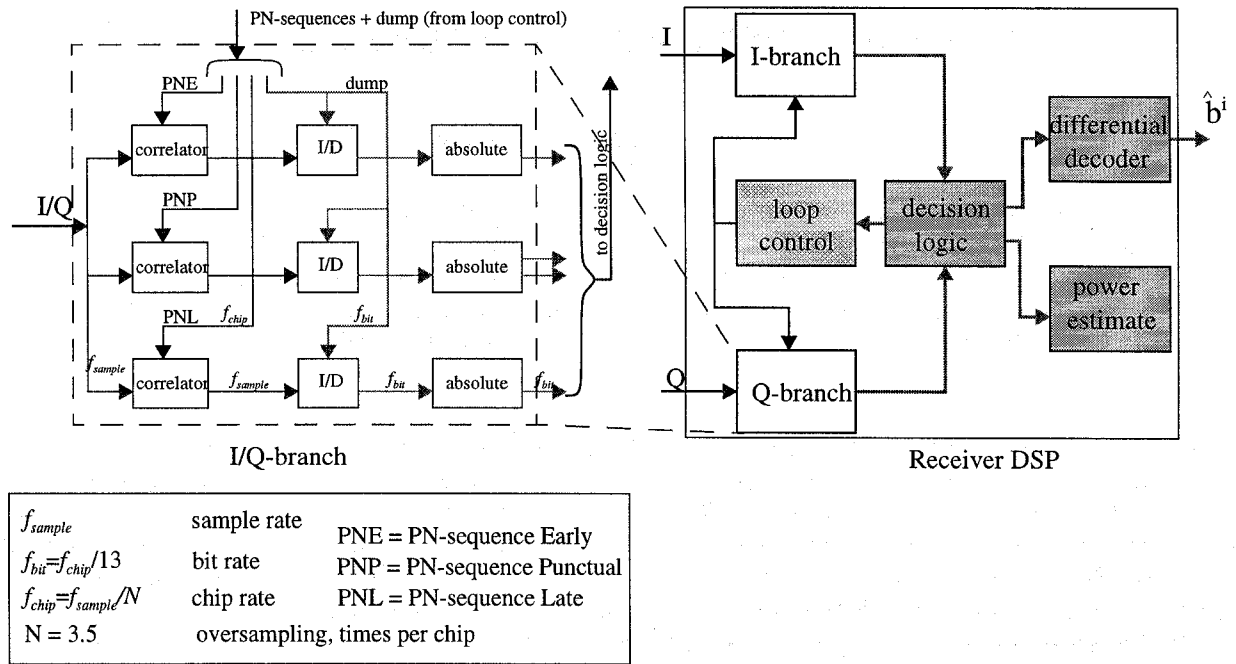 PN-sequences + dump (from loop control)
PNE
dump
correlator
I/D
absolute
I/Q
PNP
correlator
I/D
absolute
to decision logic
PNL
f_chip
f_bit
f_sample
correlator
f_sample
I/D
f_bit
absolute
f_bit
I/Q-branch
I
I-branch
differential
decoder
b̂^i
loop
control
decision
logic
power
estimate
Q
Q-branch
Receiver DSP
f_sample sample rate
PNE = PN-sequence Early
f_bit=f_chip/13 bit rate
PNP = PN-sequence Punctual
f_chip=f_sample/N chip rate
PNL = PN-sequence Late
N = 3.5 oversampling, times per chip